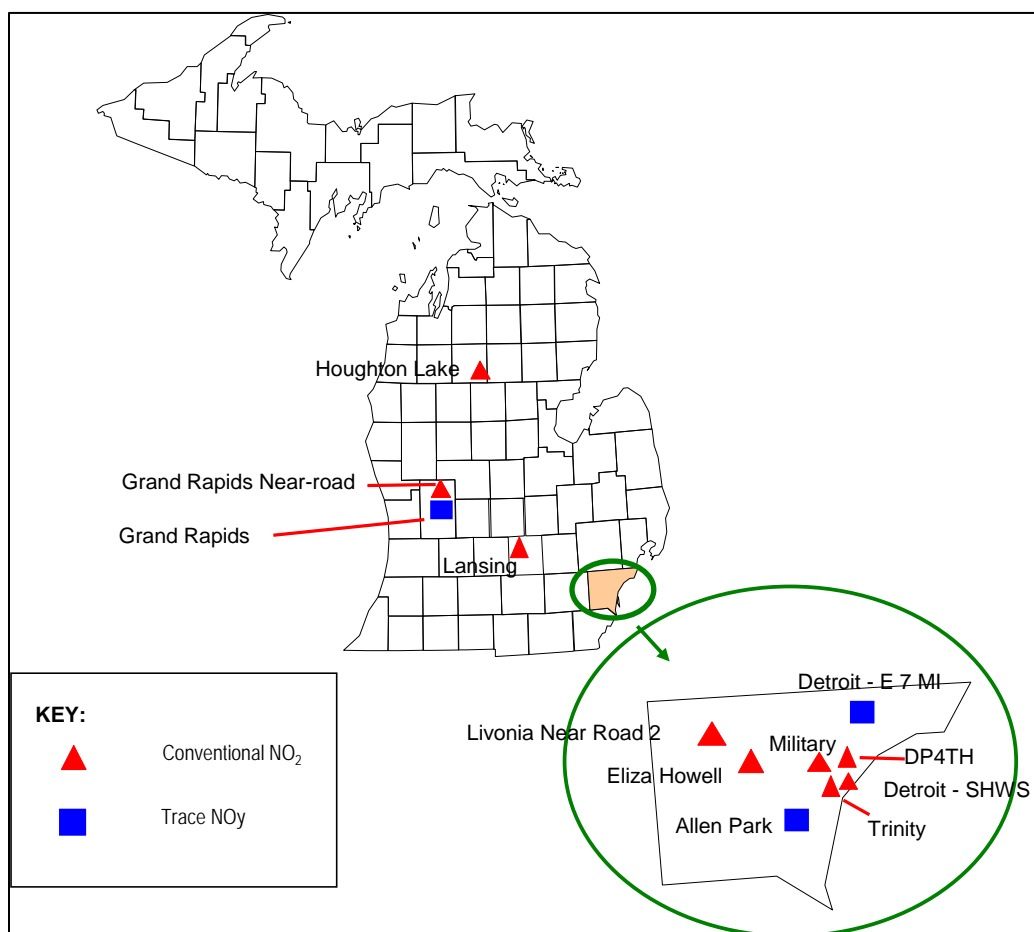 Houghton Lake
Grand Rapids Near-road
Grand Rapids
Lansing
KEY:
Conventional NO₂
Trace NOy
Detroit - E 7 MI
Livonia Near Road 2
Military
DP4TH
Eliza Howell
Detroit - SHWS
Allen Park
Trinity